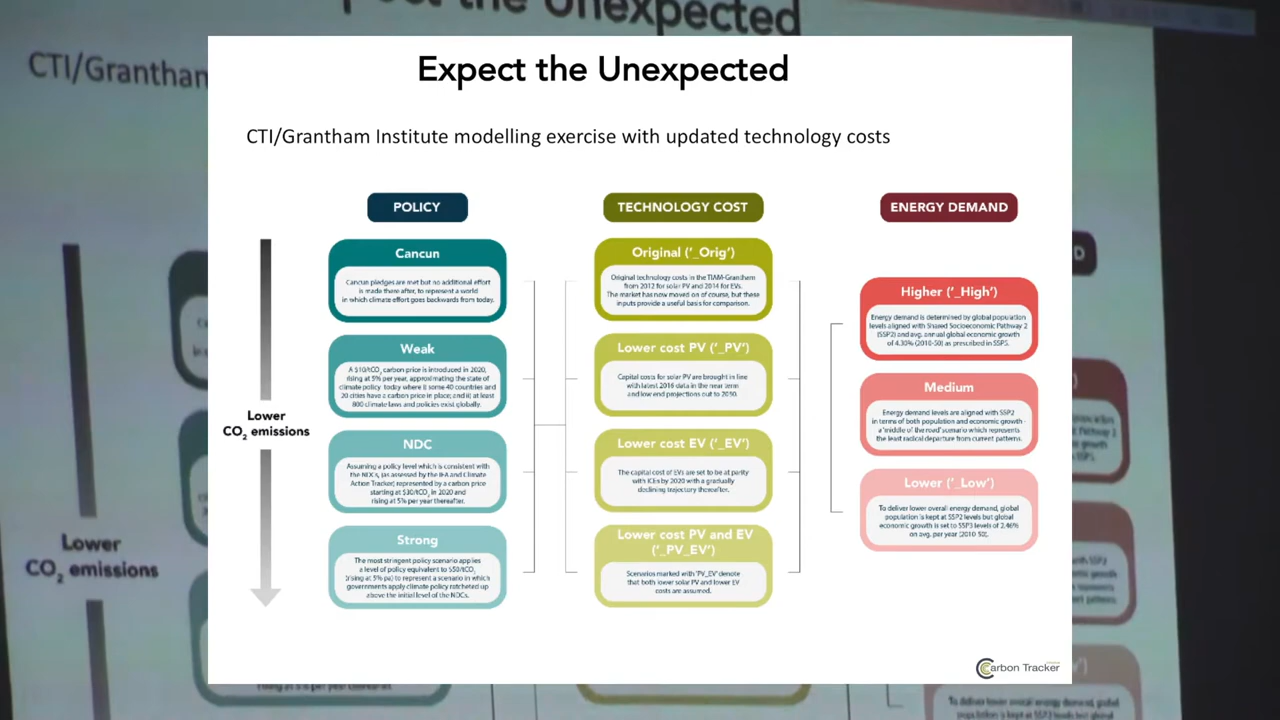 Expect the Unexpected
CTI/Grantham Institute modelling exercise with updated technology costs
POLICY
Cancun
Cancun pledges are met but no additional effort
is made there after, to represent a world
in which climate effort goes backwards from today.
Weak
A $10/tCO2 carbon price is introduced in 2020,
rising at 5% per year, approximating the state of
climate policy today where i) some 40 countries and
20 cities have a carbon price in place; and ii) at least
800 climate laws and policies exist globally.
NDC
Assuming a policy level which is consistent with
the NDCs, (as assessed by the IEA and Climate
Action Tracker) represented by a carbon price
starting at $30/tCO2 in 2020 and
rising at 5% per year thereafter.
Strong
The most stringent policy scenario applies
a level of policy equivalent to $50/tCO2
(rising at 5% pa) to represent a scenario in which
governments apply climate policy ratcheted up
above the initial level of the NDCs.
Lower
CO2 emissions
TECHNOLOGY COST
Original ('_Orig')
Original technology costs in the TIAM-Grantham
from 2012 for solar PV and 2014 for EVs.
The market has now moved on of course, but these
inputs provide a useful basis for comparison.
Lower cost PV ('_PV')
Capital costs for solar PV are brought in line
with latest 2016 data in the near term
and low end projections out to 2050.
Lower cost EV ('_EV')
The capital cost of EVs are set to be at parity
with ICEs by 2020 with a gradually
declining trajectory thereafter.
Lower cost PV and EV
('_PV_EV')
Scenarios marked with 'PV_EV' denote
that both lower solar PV and lower EV
costs are assumed.
ENERGY DEMAND
Higher ('_High')
Energy demand is determined by global population
levels aligned with Shared Socioeconomic Pathway 2
(SSP2) and avg. annual global economic growth
of 4.30% (2010-50) as prescribed in SSP5.
Medium
Energy demand levels are aligned with SSP2
in terms of both population and economic growth -
a 'middle of the road' scenario which represents
the least radical departure from current patterns.
Lower ('_Low')
To deliver lower overall energy demand, global
population is kept at SSP2 levels but global
economic growth is set to SSP3 levels of 2.46%
on avg. per year (2010-50).
Carbon Tracker
CTI/Grantham
Lower
CO2 emissions